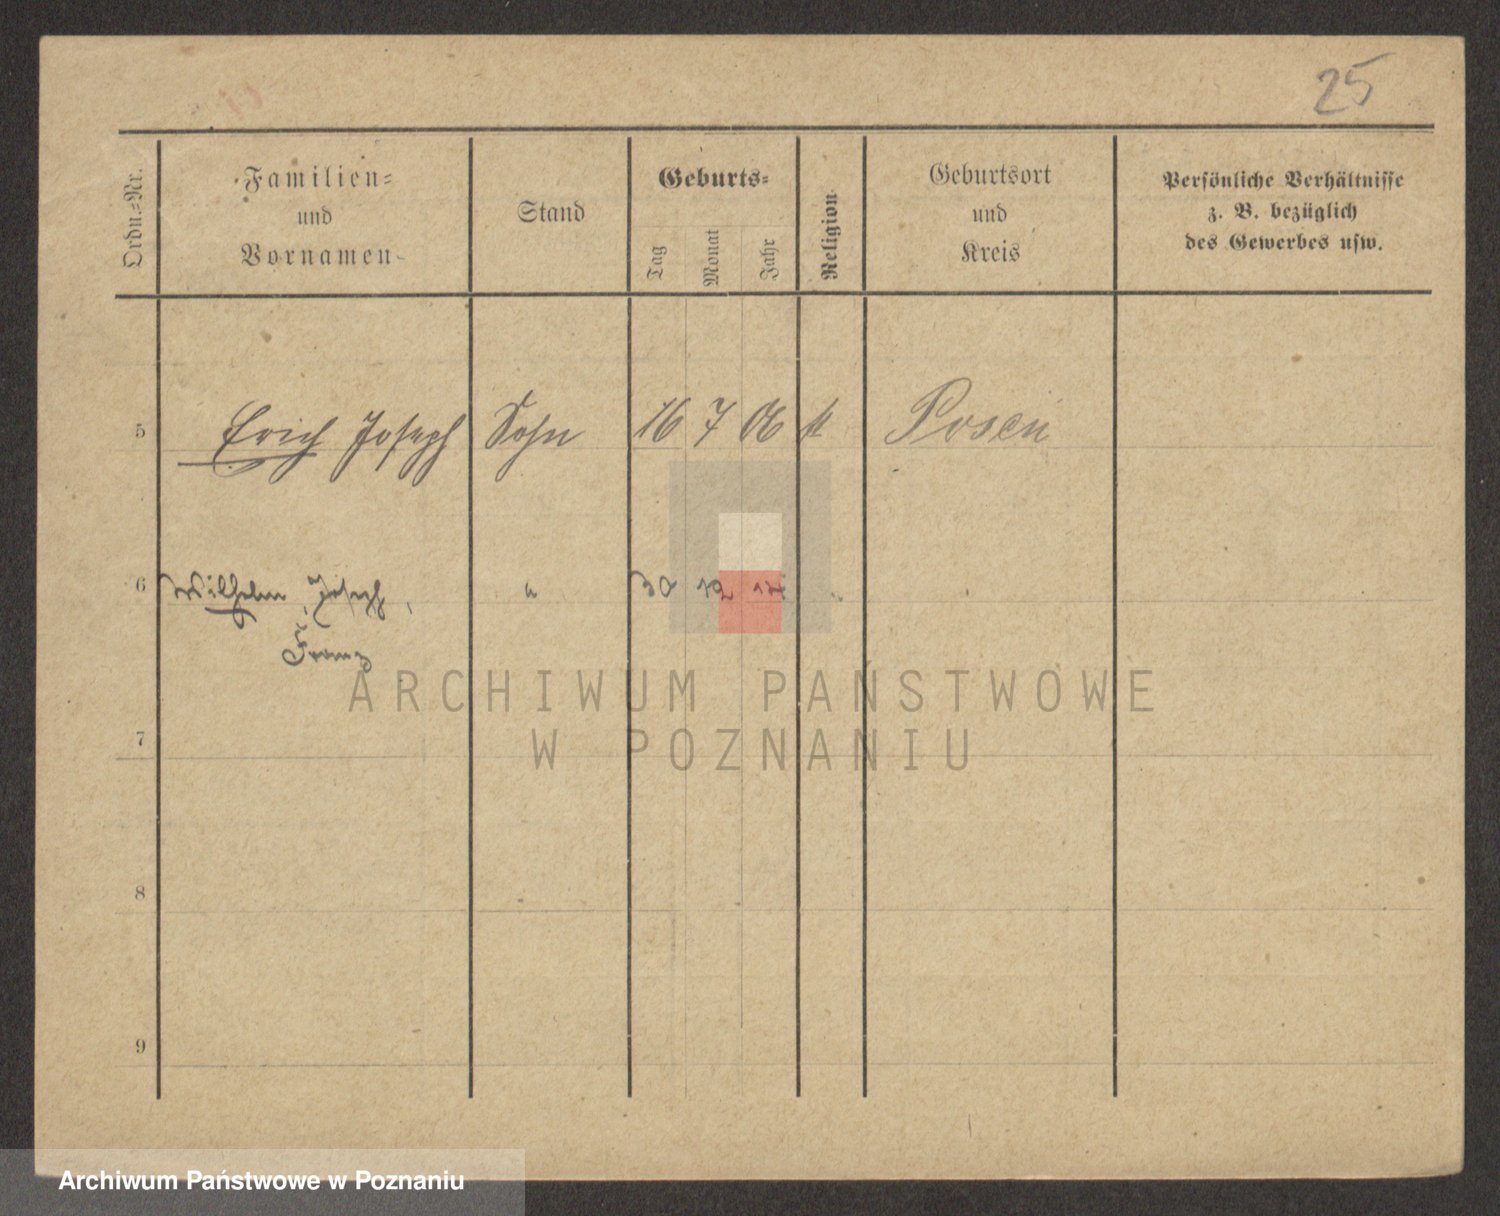 25
Ordn.=Nr.
Familien=
und
Vornamen
Stand
Geburts=
Tag
Monat
Jahr
Religion
Geburtsort
und
Kreis
Persönliche Verhältnisse
z. B. bezüglich
des Gewerbes usw.
5 Erich Joseph Sohn 16 7 06 k Posen
6 Wilhelm, Joseph, " 30 12 "
Franz
7
8
9
ARCHIWUM PAŃSTWOWE
W POZNANIU
Archiwum Państwowe w Poznaniu